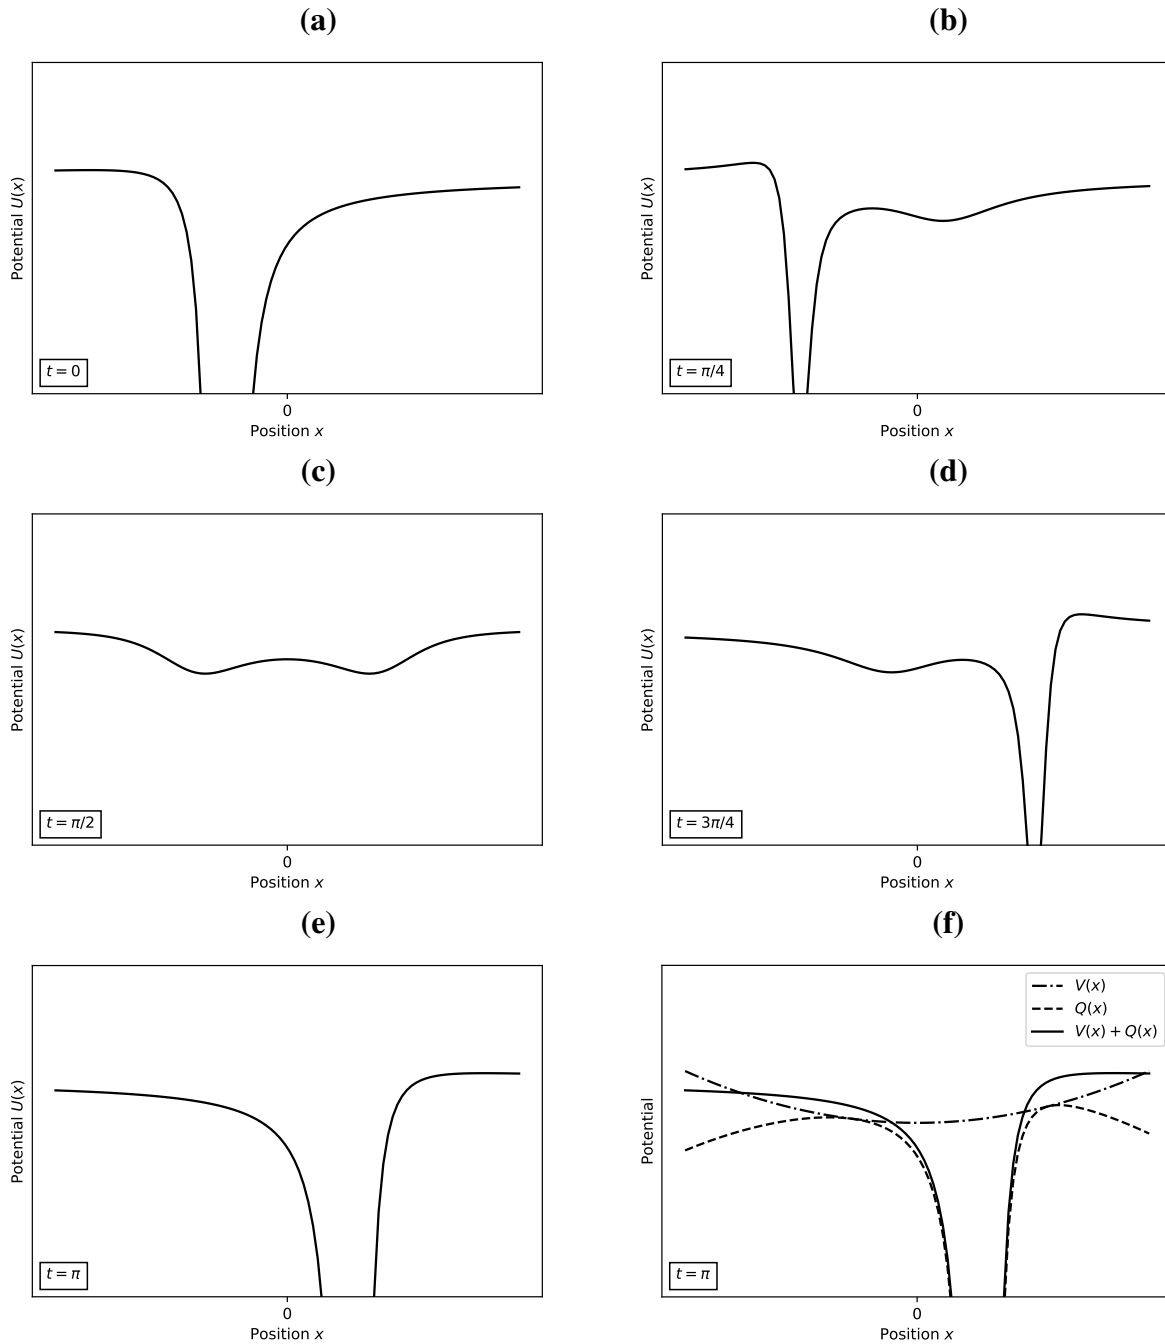 (a)
Potential U(x)
t = 0
0
Position x
(b)
Potential U(x)
t = π/4
0
Position x
(c)
Potential U(x)
t = π/2
0
Position x
(d)
Potential U(x)
t = 3π/4
0
Position x
(e)
Potential U(x)
t = π
0
Position x
(f)
V(x)
Q(x)
V(x) + Q(x)
Potential
t = π
0
Position x